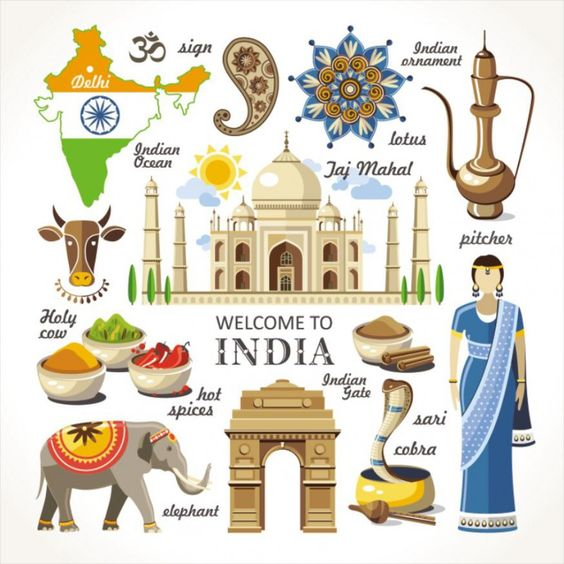 sign
Indian
ornament
Delhi
lotus
Indian
Ocean
Taj Mahal
pitcher
Holy
cow
WELCOME TO
INDIA
hot
spices
Indian
Gate
sari
cobra
elephant
ॐ